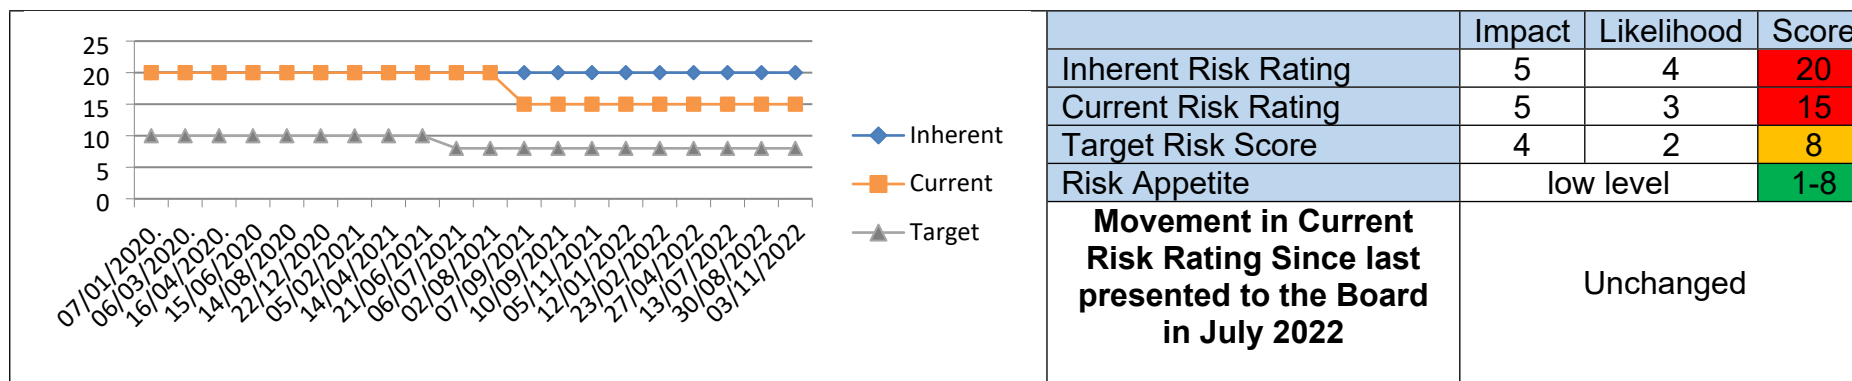 25
20
15
10
5
0
07/01/2020.
06/03/2020.
16/04/2020.
15/06/2020
14/08/2020
22/12/2020
05/02/2021
14/04/2021
21/06/2021
06/07/2021
02/08/2021
07/09/2021
10/09/2021
05/11/2021
12/01/2022
23/02/2022
27/04/2022
13/07/2022
30/08/2022
03/11/2022
Inherent
Current
Target
Impact Likelihood Score
Inherent Risk Rating 5 4 20
Current Risk Rating 5 3 15
Target Risk Score 4 2 8
Risk Appetite low level 1-8
Movement in Current
Risk Rating Since last
presented to the Board
in July 2022
Unchanged